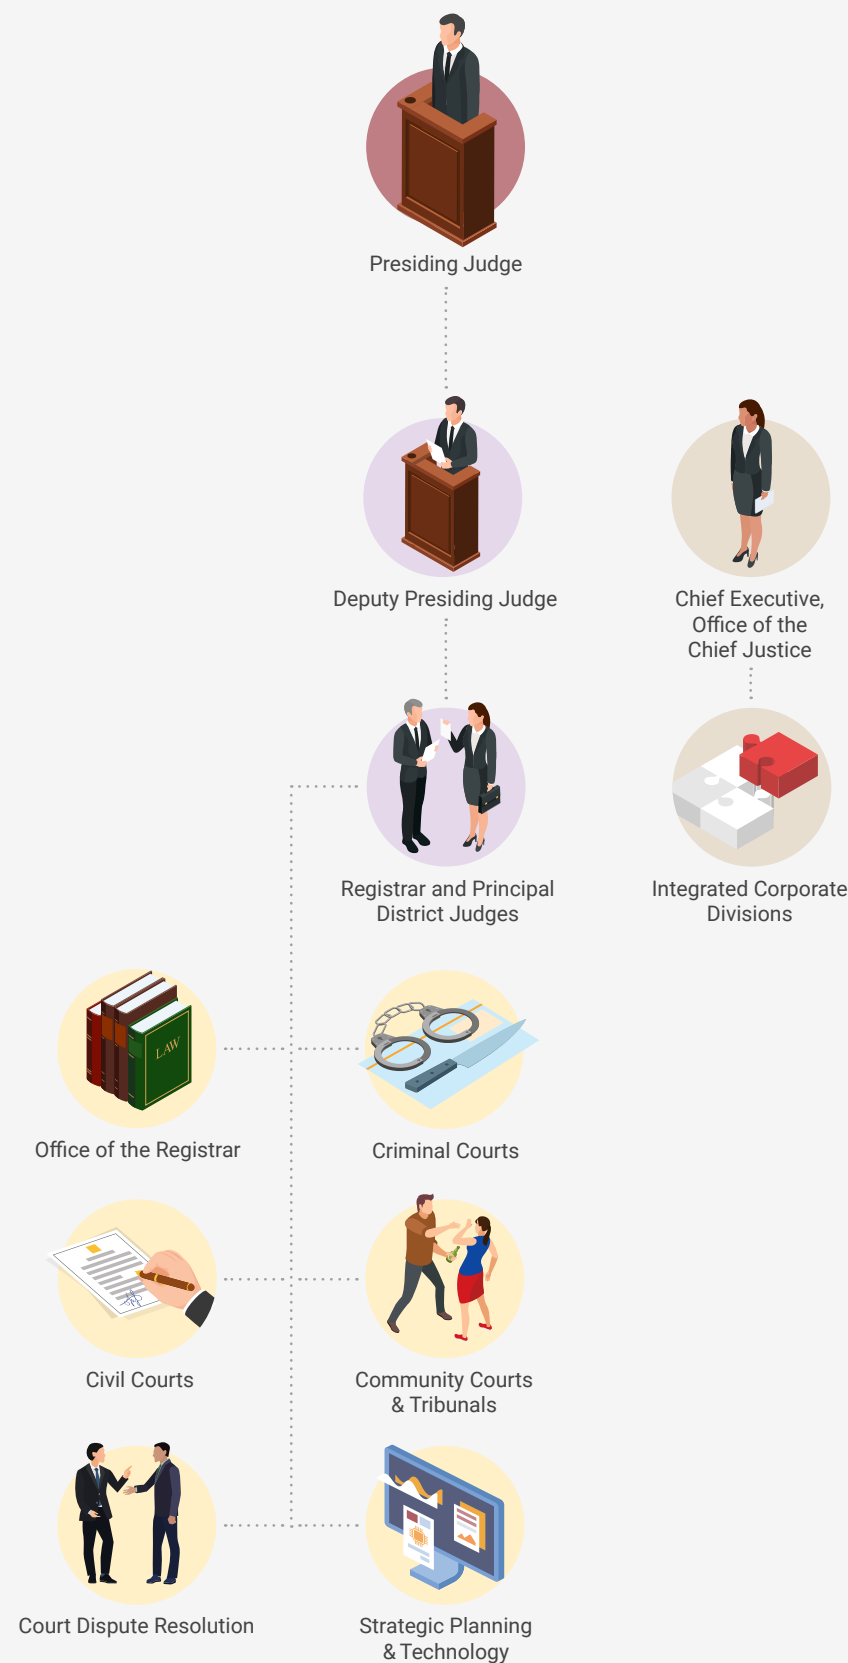 Presiding Judge
Deputy Presiding Judge
Chief Executive,
Office of the
Chief Justice
Registrar and Principal
District Judges
Integrated Corporate
Divisions
LAW
Office of the Registrar
Criminal Courts
Civil Courts
Community Courts
& Tribunals
Court Dispute Resolution
Strategic Planning
& Technology